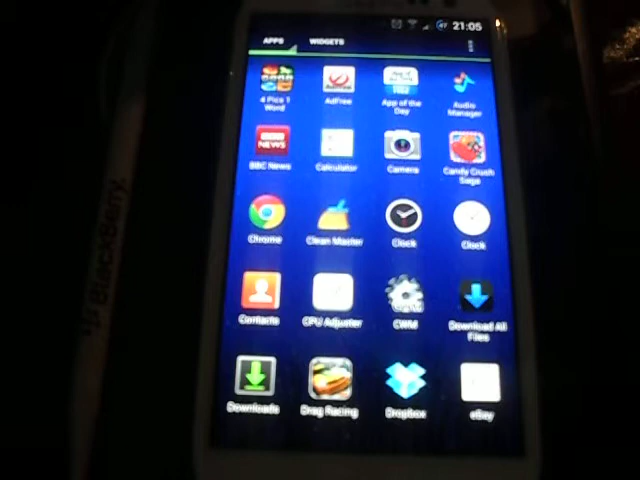 21:05
APPS WIDGETS
4 Pics 1 Word
AdFree
App of the Day
Audio Manager
BBC News
Calculator
Camera
Candy Crush Saga
Chrome
Clean Master
Clock
Clock
Contacts
CPU Adjuster
CWM
Download All Files
Downloads
Drag Racing
Dropbox
eBay
BlackBerry
NEWS